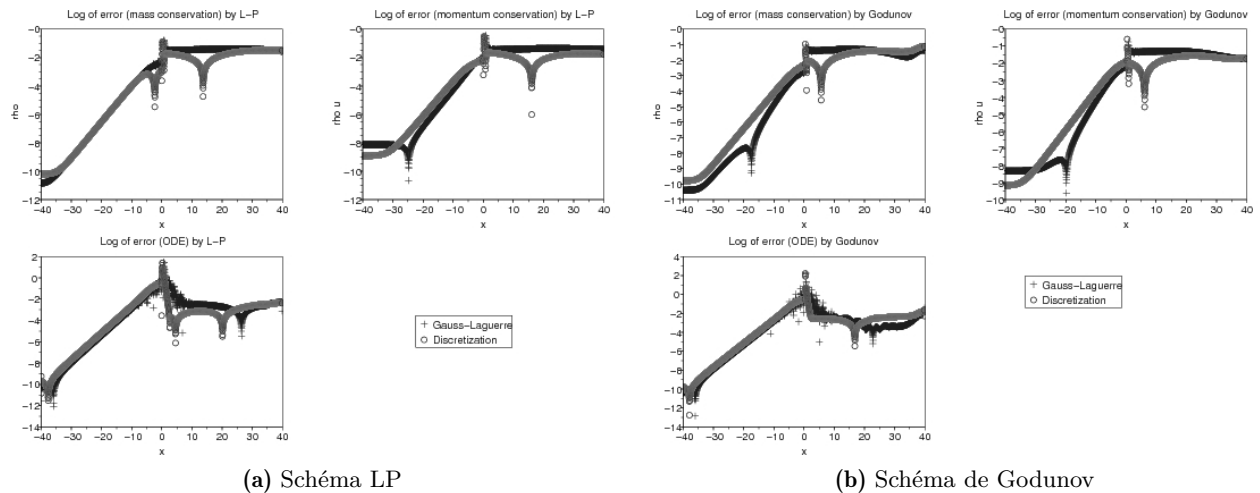 Log of error (mass conservation) by L-P
rho
-0
-2
-4
-6
-8
-10
-12
-40 -30 -20 -10 0 10 20 30 40
x
Log of error (momentum conservation) by L-P
rho u
-0
-2
-4
-6
-8
-10
-12
-40 -30 -20 -10 0 10 20 30 40
x
Log of error (ODE) by L-P
2
0
-2
-4
-6
-8
-10
-12
-14
-40 -30 -20 -10 0 10 20 30 40
x
+ Gauss-Laguerre
o Discretization
(a) Schéma LP
Log of error (mass conservation) by Godunov
rho
-0
-1
-2
-3
-4
-5
-6
-7
-8
-9
-10
-11
-40 -30 -20 -10 0 10 20 30 40
x
Log of error (momentum conservation) by Godunov
rho u
-0
-1
-2
-3
-4
-5
-6
-7
-8
-9
-10
-40 -30 -20 -10 0 10 20 30 40
x
Log of error (ODE) by Godunov
4
2
0
-2
-4
-6
-8
-10
-12
-14
-40 -30 -20 -10 0 10 20 30 40
x
+ Gauss-Laguerre
o Discretization
(b) Schéma de Godunov